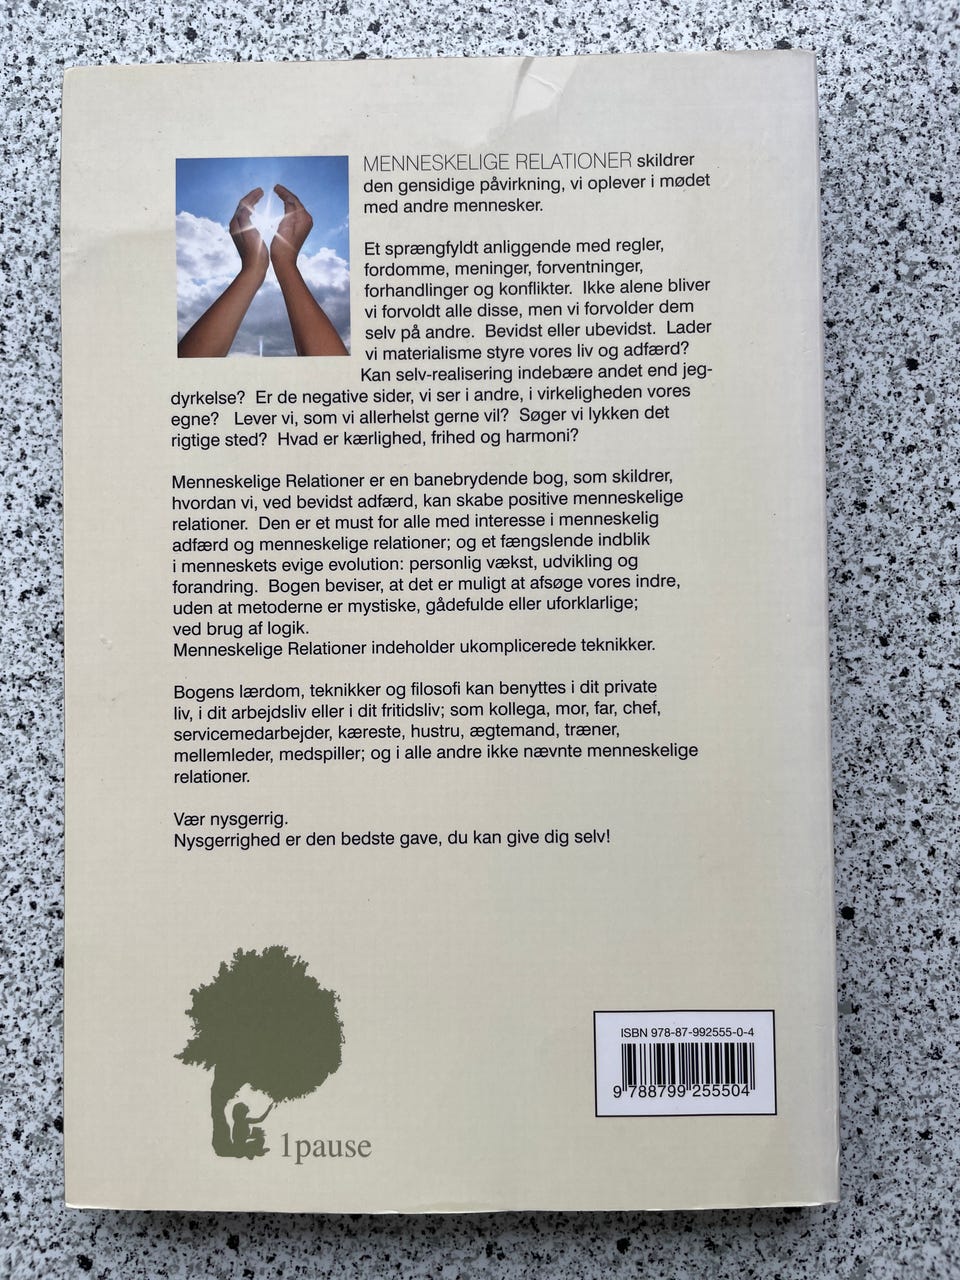 MENNESKELIGE RELATIONER skildrer
den gensidige påvirkning, vi oplever i mødet
med andre mennesker.
Et sprængfyldt anliggende med regler,
fordomme, meninger, forventninger,
forhandlinger og konflikter. Ikke alene bliver
vi forvoldt alle disse, men vi forvolder dem
selv på andre. Bevidst eller ubevidst. Lader
vi materialisme styre vores liv og adfærd?
Kan selv-realisering indebære andet end jeg-
dyrkelse? Er de negative sider, vi ser i andre, i virkeligheden vores
egne? Lever vi, som vi allerhelst gerne vil? Søger vi lykken det
rigtige sted? Hvad er kærlighed, frihed og harmoni?
Menneskelige Relationer er en banebrydende bog, som skildrer,
hvordan vi, ved bevidst adfærd, kan skabe positive menneskelige
relationer. Den er et must for alle med interesse i menneskelig
adfærd og menneskelige relationer; og et fængslende indblik
i menneskets evige evolution: personlig vækst, udvikling og
forandring. Bogen beviser, at det er muligt at afsøge vores indre,
uden at metoderne er mystiske, gådefulde eller uforklarlige;
ved brug af logik.
Menneskelige Relationer indeholder ukomplicerede teknikker.
Bogens lærdom, teknikker og filosofi kan benyttes i dit private
liv, i dit arbejdsliv eller i dit fritidsliv; som kollega, mor, far, chef,
servicemedarbejder, kæreste, hustru, ægtemand, træner,
mellemleder, medspiller; og i alle andre ikke nævnte menneskelige
relationer.
Vær nysgerrig.
Nysgerrighed er den bedste gave, du kan give dig selv!
ISBN 978-87-992555-0-4
9 788799 255504
1pause